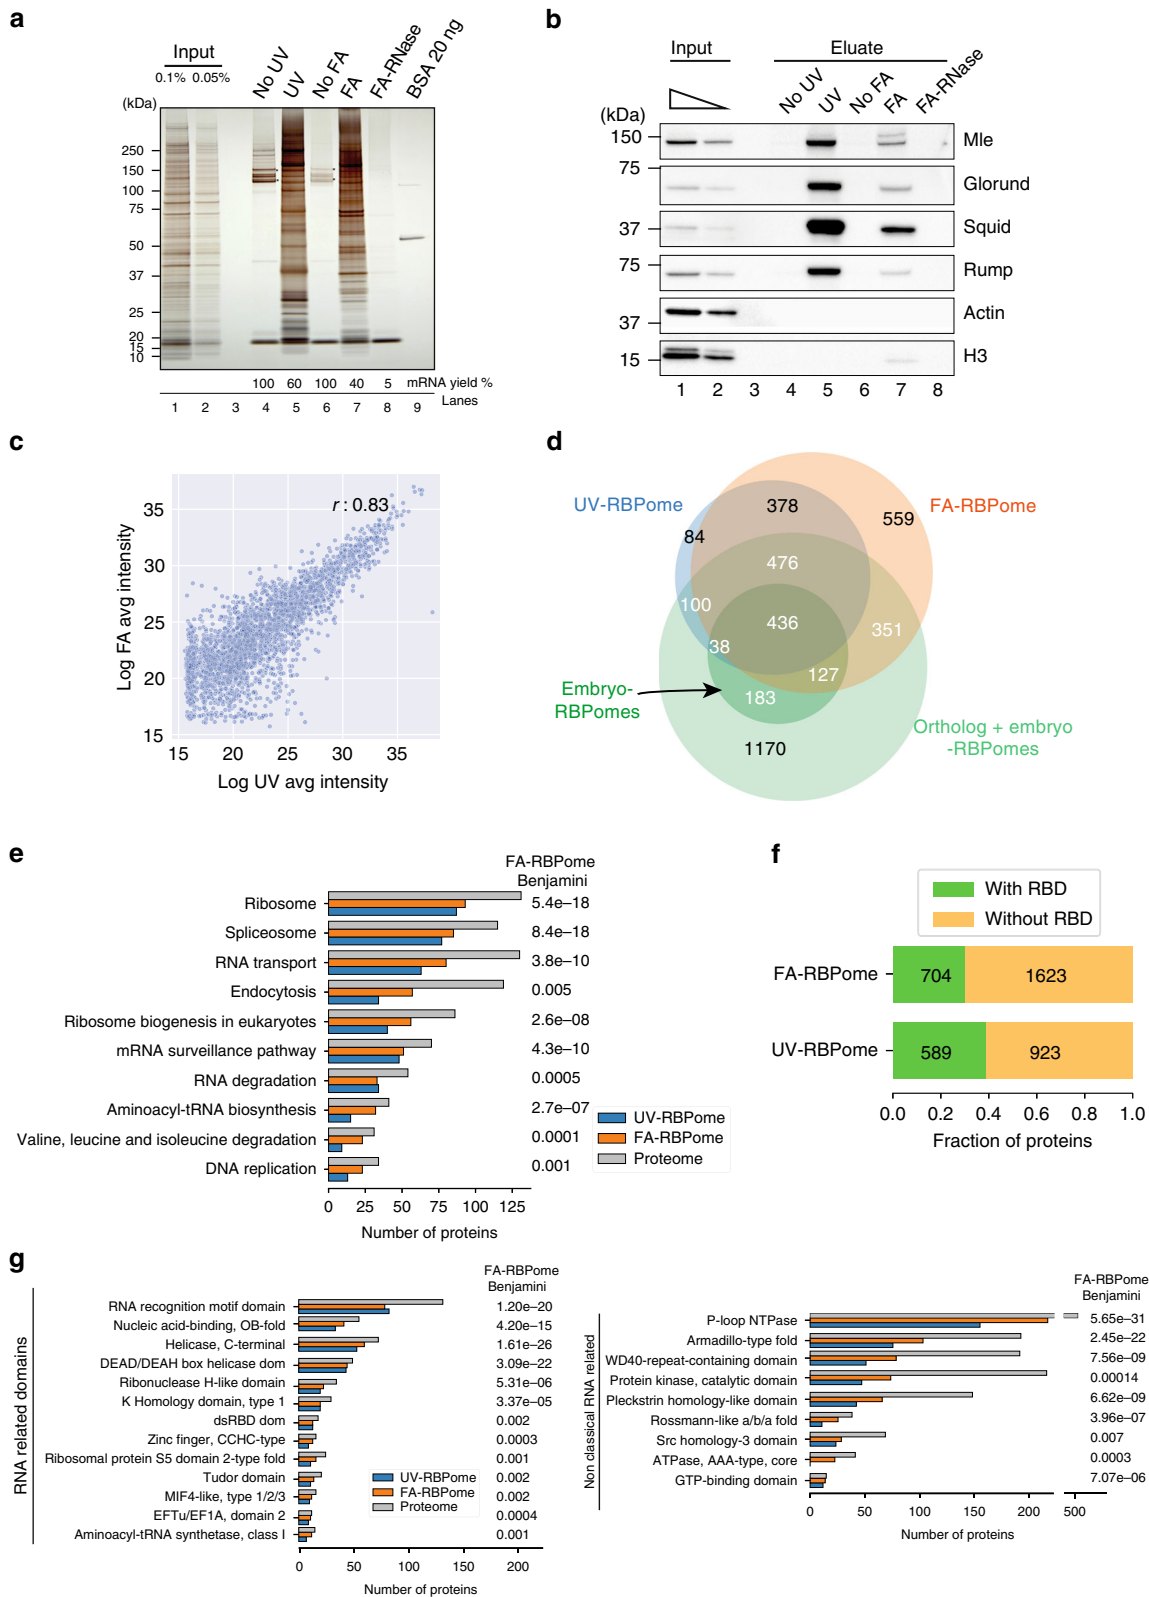 a
Input
0.1% 0.05%
No UV
UV
No FA
FA
FA-RNase
BSA 20 ng
(kDa)
250
150
100
75
50
37
25
20
15
10
100 60 100 40 5 mRNA yield %
1 2 3 4 5 6 7 8 9 Lanes
b
Input Eluate
No UV
UV
No FA
FA
FA-RNase
(kDa)
150 Mle
75 Glorund
37 Squid
75 Rump
37 Actin
15 H3
1 2 3 4 5 6 7 8
c
r : 0.83
Log FA avg intensity
35
30
25
20
15
15 20 25 30 35
Log UV avg intensity
d
UV-RBPome
FA-RBPome
378
559
84
476
100
436
351
38
127
183
1170
Embryo-
RBPomes
Ortholog + embryo
-RBPomes
e
FA-RBPome
Benjamini
Ribosome 5.4e–18
Spliceosome 8.4e–18
RNA transport 3.8e–10
Endocytosis 0.005
Ribosome biogenesis in eukaryotes 2.6e–08
mRNA surveillance pathway 4.3e–10
RNA degradation 0.0005
Aminoacyl-tRNA biosynthesis 2.7e–07
Valine, leucine and isoleucine degradation 0.0001
DNA replication 0.001
UV-RBPome
FA-RBPome
Proteome
0 25 50 75 100 125
Number of proteins
f
With RBD
Without RBD
FA-RBPome 704 1623
UV-RBPome 589 923
0.0 0.2 0.4 0.6 0.8 1.0
Fraction of proteins
g
RNA related domains
FA-RBPome
Benjamini
RNA recognition motif domain 1.20e–20
Nucleic acid-binding, OB-fold 4.20e–15
Helicase, C-terminal 1.61e–26
DEAD/DEAH box helicase dom 3.09e–22
Ribonuclease H-like domain 5.31e–06
K Homology domain, type 1 3.37e–05
dsRBD dom 0.002
Zinc finger, CCHC-type 0.0003
Ribosomal protein S5 domain 2-type fold 0.001
Tudor domain 0.002
MIF4-like, type 1/2/3 0.002
EFTu/EF1A, domain 2 0.0004
Aminoacyl-tRNA synthetase, class I 0.001
UV-RBPome
FA-RBPome
Proteome
0 50 100 150 200
Number of proteins
Non classical RNA related
FA-RBPome
Benjamini
P-loop NTPase 5.65e–31
Armadillo-type fold 2.45e–22
WD40-repeat-containing domain 7.56e–09
Protein kinase, catalytic domain 0.00014
Pleckstrin homology-like domain 6.62e–09
Rossmann-like a/b/a fold 3.96e–07
Src homology-3 domain 0.007
ATPase, AAA-type, core 0.0003
GTP-binding domain 7.07e–06
0 50 100 150 200 500
Number of proteins